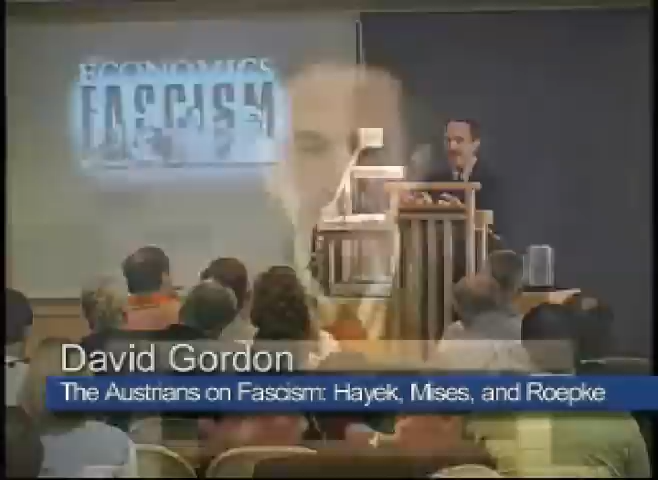 ECONOMICS
FASCISM
David Gordon
The Austrians on Fascism: Hayek, Mises, and Roepke